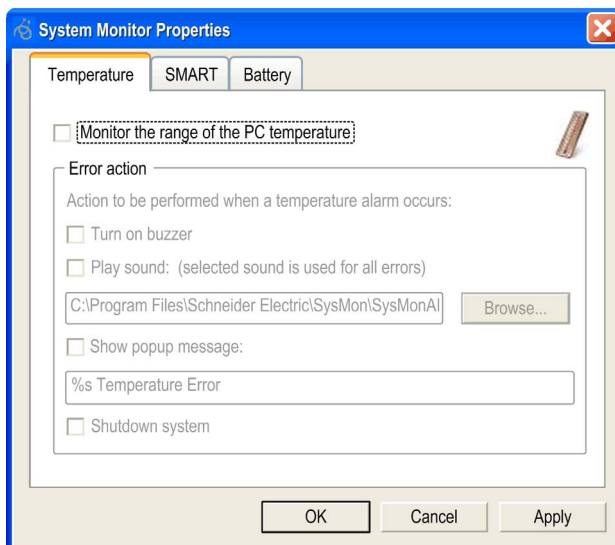 System Monitor Properties
Temperature SMART Battery
Monitor the range of the PC temperature
Error action
Action to be performed when a temperature alarm occurs:
Turn on buzzer
Play sound: (selected sound is used for all errors)
C:\Program Files\Schneider Electric\SysMon\SysMonAl Browse...
Show popup message:
%s Temperature Error
Shutdown system
OK Cancel Apply